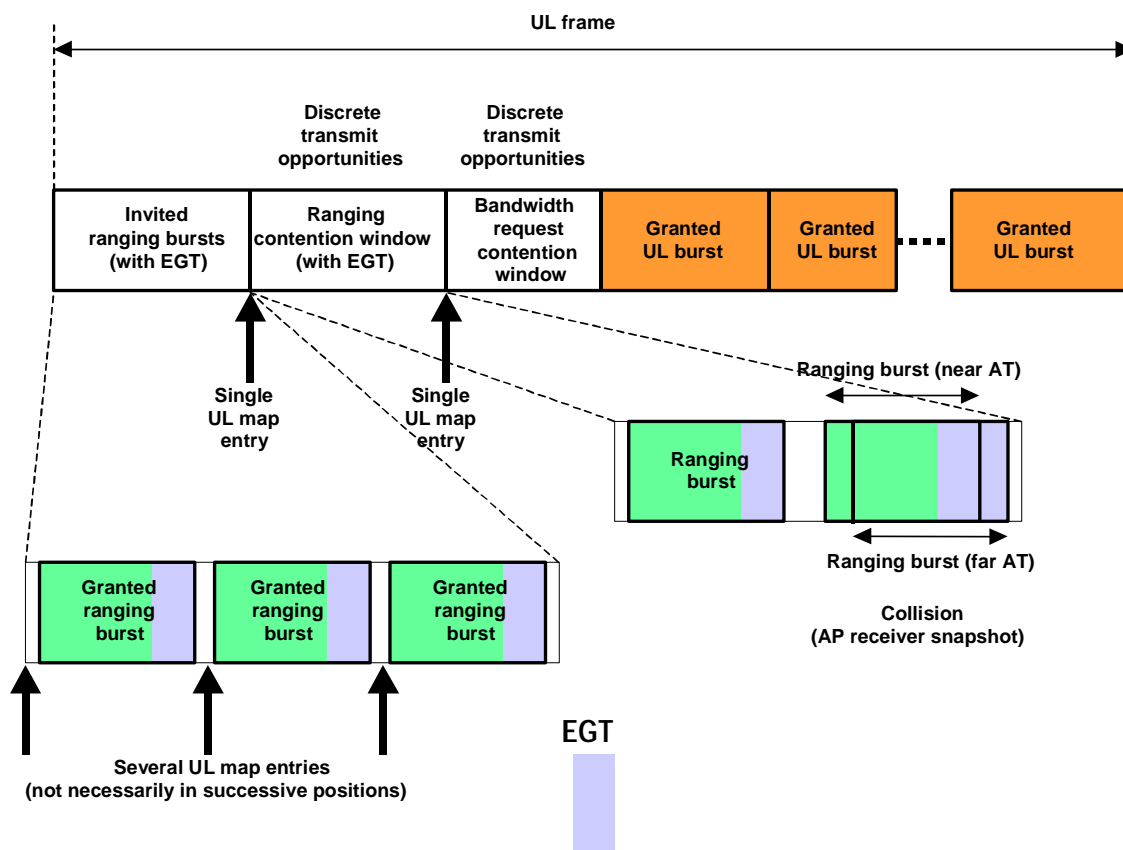 UL frame
Discrete
transmit
opportunities
Discrete
transmit
opportunities
Invited
ranging bursts
(with EGT)
Ranging
contention window
(with EGT)
Bandwidth
request
contention
window
Granted
UL burst
Granted
UL burst
Granted
UL burst
Single
UL map
entry
Single
UL map
entry
Ranging burst (near AT)
Ranging
burst
Ranging burst (far AT)
Collision
(AP receiver snapshot)
Granted
ranging
burst
Granted
ranging
burst
Granted
ranging
burst
Several UL map entries
(not necessarily in successive positions)
EGT